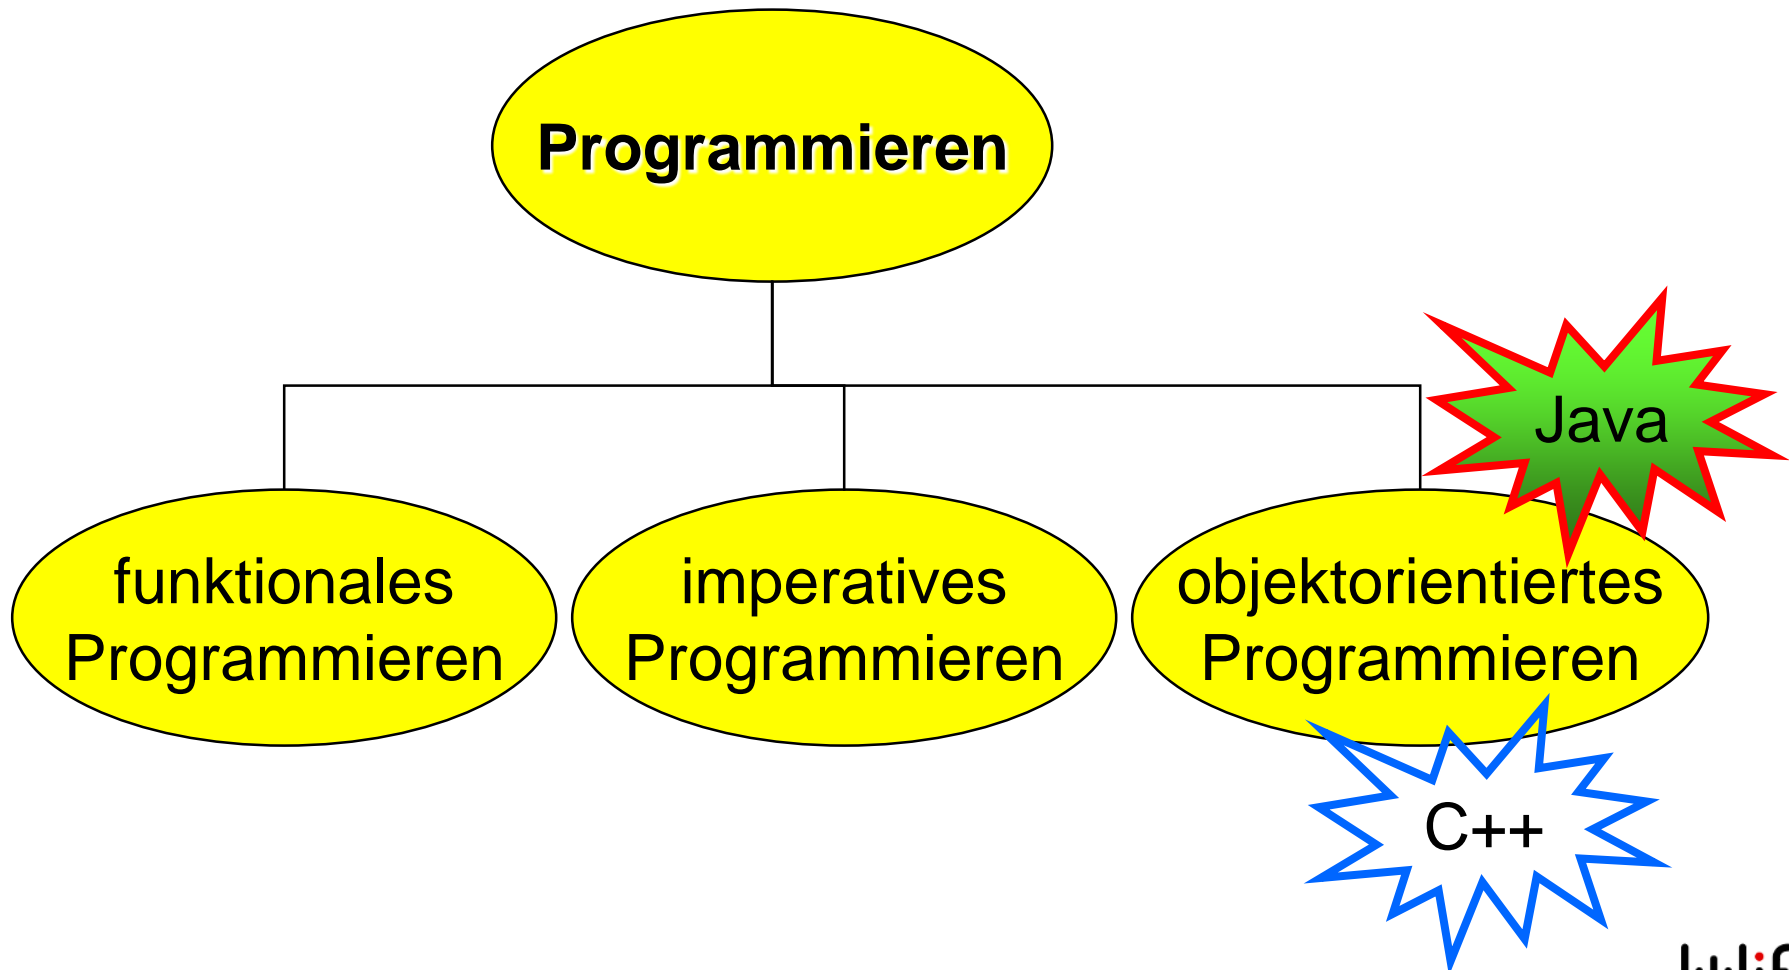 Programmieren
Java
funktionales
Programmieren
imperatives
Programmieren
objektorientiertes
Programmieren
C++